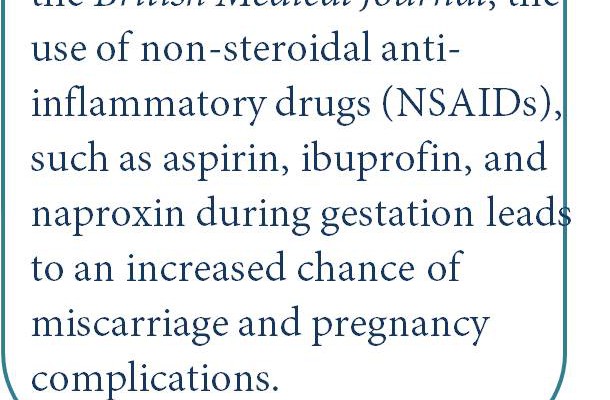 the British Medical Journal, the
use of non-steroidal anti-
inflammatory drugs (NSAIDs),
such as aspirin, ibuprofin, and
naproxin during gestation leads
to an increased chance of
miscarriage and pregnancy
complications.